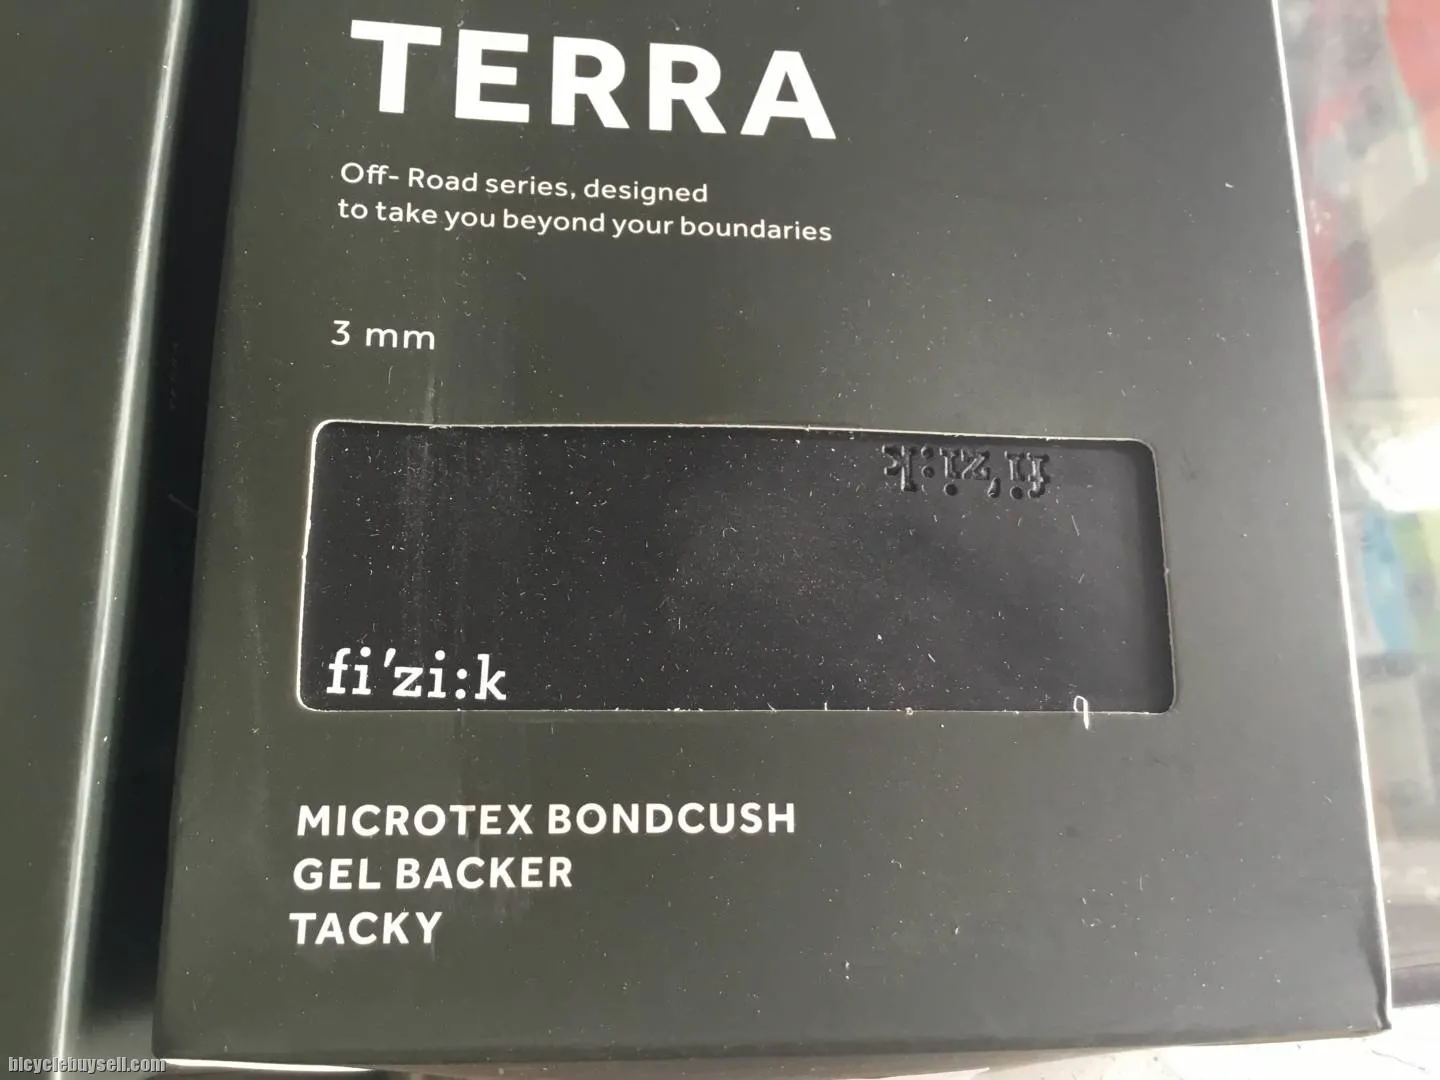 TERRA
Off- Road series, designed
to take you beyond your boundaries
3 mm
fi'zi:k
fi'zi:k
MICROTEX BONDCUSH
GEL BACKER
TACKY
bicyclebuysell.com